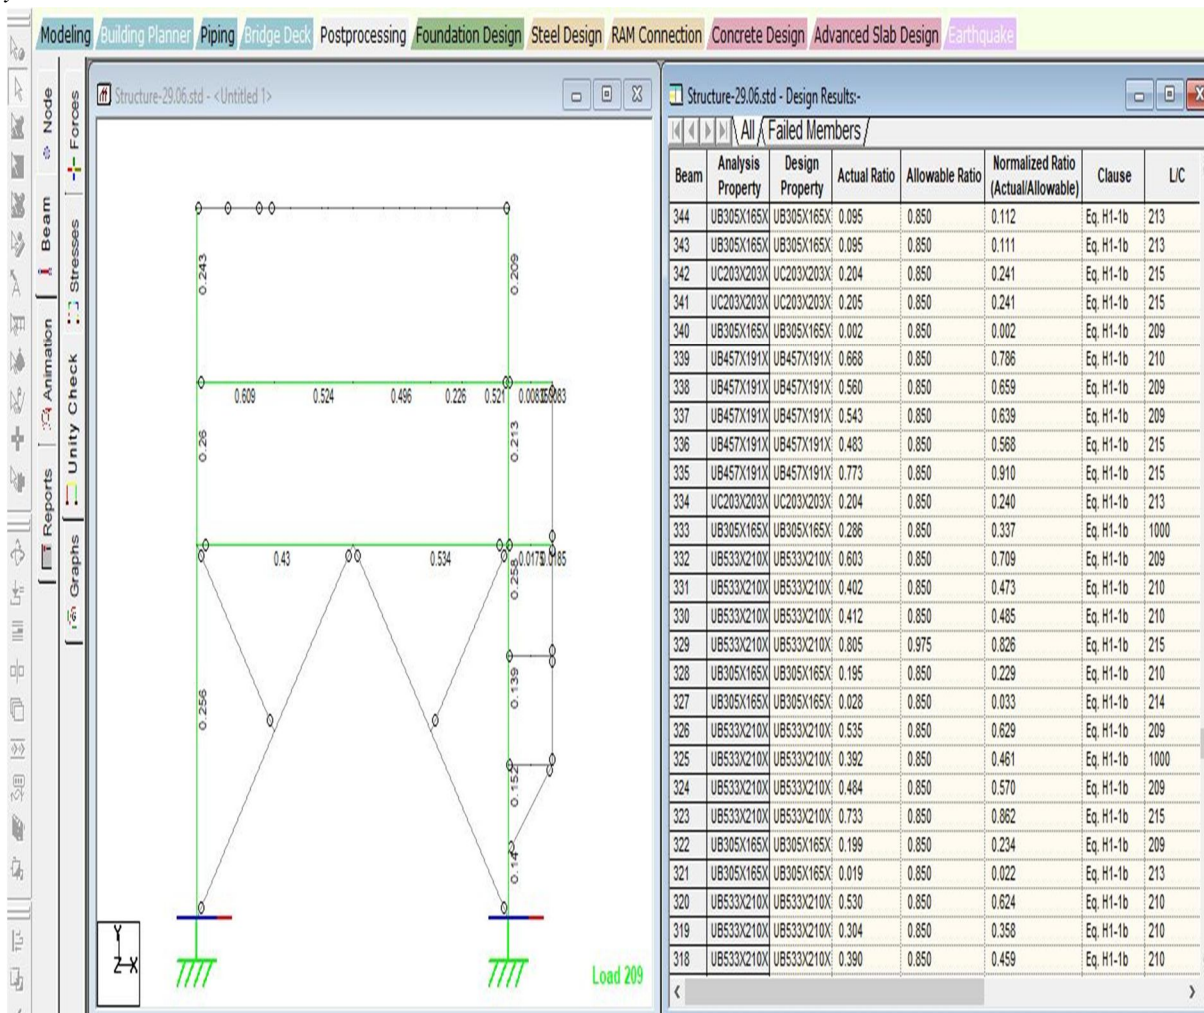 Modeling Building Planner Piping Bridge Deck Postprocessing Foundation Design Steel Design RAM Connection Concrete Design Advanced Slab Design Earthquake
Node
Beam
Animation
Reports
Forces
Stresses
Unity Check
Graphs
Structure-29.06.std - <Untitled 1>
0.243
0.209
0.609 0.524 0.496 0.226 0.521
0.26
0.213
0.43 0.534
0.258
0.256
0.139
0.152
0.14
Y
Z X
Load 209
Structure-29.06.std - Design Results:-
All Failed Members
Beam Analysis Property Design Property Actual Ratio Allowable Ratio Normalized Ratio (Actual/Allowable) Clause L/C
344 UB305X165X UB305X165X 0.095 0.850 0.112 Eq. H1-1b 213
343 UB305X165X UB305X165X 0.095 0.850 0.111 Eq. H1-1b 213
342 UC203X203X UC203X203X 0.204 0.850 0.241 Eq. H1-1b 215
341 UC203X203X UC203X203X 0.205 0.850 0.241 Eq. H1-1b 215
340 UB305X165X UB305X165X 0.002 0.850 0.002 Eq. H1-1b 209
339 UB457X191X UB457X191X 0.668 0.850 0.786 Eq. H1-1b 210
338 UB457X191X UB457X191X 0.560 0.850 0.659 Eq. H1-1b 209
337 UB457X191X UB457X191X 0.543 0.850 0.639 Eq. H1-1b 209
336 UB457X191X UB457X191X 0.483 0.850 0.568 Eq. H1-1b 215
335 UB457X191X UB457X191X 0.773 0.850 0.910 Eq. H1-1b 215
334 UC203X203X UC203X203X 0.204 0.850 0.240 Eq. H1-1b 213
333 UB305X165X UB305X165X 0.286 0.850 0.337 Eq. H1-1b 1000
332 UB533X210X UB533X210X 0.603 0.850 0.709 Eq. H1-1b 209
331 UB533X210X UB533X210X 0.402 0.850 0.473 Eq. H1-1b 210
330 UB533X210X UB533X210X 0.412 0.850 0.485 Eq. H1-1b 210
329 UB533X210X UB533X210X 0.805 0.975 0.826 Eq. H1-1b 215
328 UB305X165X UB305X165X 0.195 0.850 0.229 Eq. H1-1b 210
327 UB305X165X UB305X165X 0.028 0.850 0.033 Eq. H1-1b 214
326 UB533X210X UB533X210X 0.535 0.850 0.629 Eq. H1-1b 209
325 UB533X210X UB533X210X 0.392 0.850 0.461 Eq. H1-1b 1000
324 UB533X210X UB533X210X 0.484 0.850 0.570 Eq. H1-1b 209
323 UB533X210X UB533X210X 0.733 0.850 0.862 Eq. H1-1b 215
322 UB305X165X UB305X165X 0.199 0.850 0.234 Eq. H1-1b 209
321 UB305X165X UB305X165X 0.019 0.850 0.022 Eq. H1-1b 213
320 UB533X210X UB533X210X 0.530 0.850 0.624 Eq. H1-1b 210
319 UB533X210X UB533X210X 0.304 0.850 0.358 Eq. H1-1b 210
318 UB533X210X UB533X210X 0.390 0.850 0.459 Eq. H1-1b 210